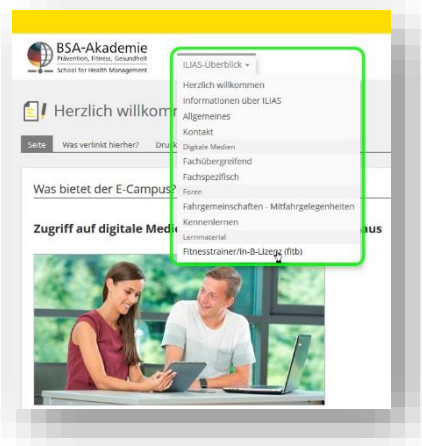 BSA-Akademie
Prävention, Fitness, Gesundheit
School for Health Management
ILIAS-Überblick
Herzlich willkommen
Informationen über ILIAS
Allgemeines
Kontakt
Digitale Medien
Fachübergreifend
Fachspezifisch
Foren
Fahrgemeinschaften - Mitfahrgelegenheiten
Kennenlernen
Lernmaterial
Fitnesstrainer/in-B-Lizenz (fitb)
Herzlich willkomm
Seite Was verlinkt hierher? Druck
Was bietet der E-Campus?
Zugriff auf digitale Medie aus